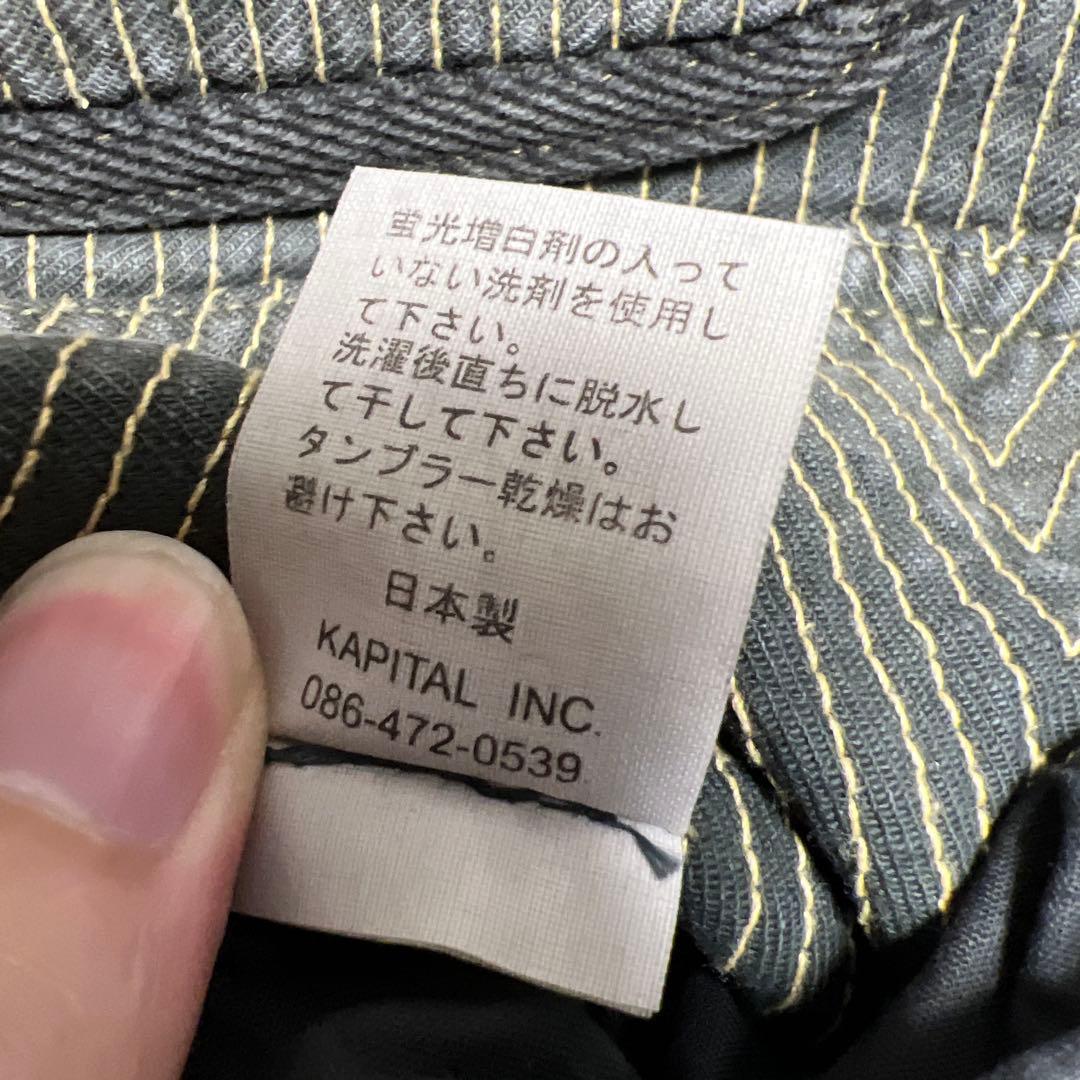 蛍光増白剤の入って
いない洗剤を使用し
て下さい。
洗濯後直ちに脱水し
て干して下さい。
タンブラー乾燥はお
避け下さい。
日本製
KAPITAL INC.
086-472-0539